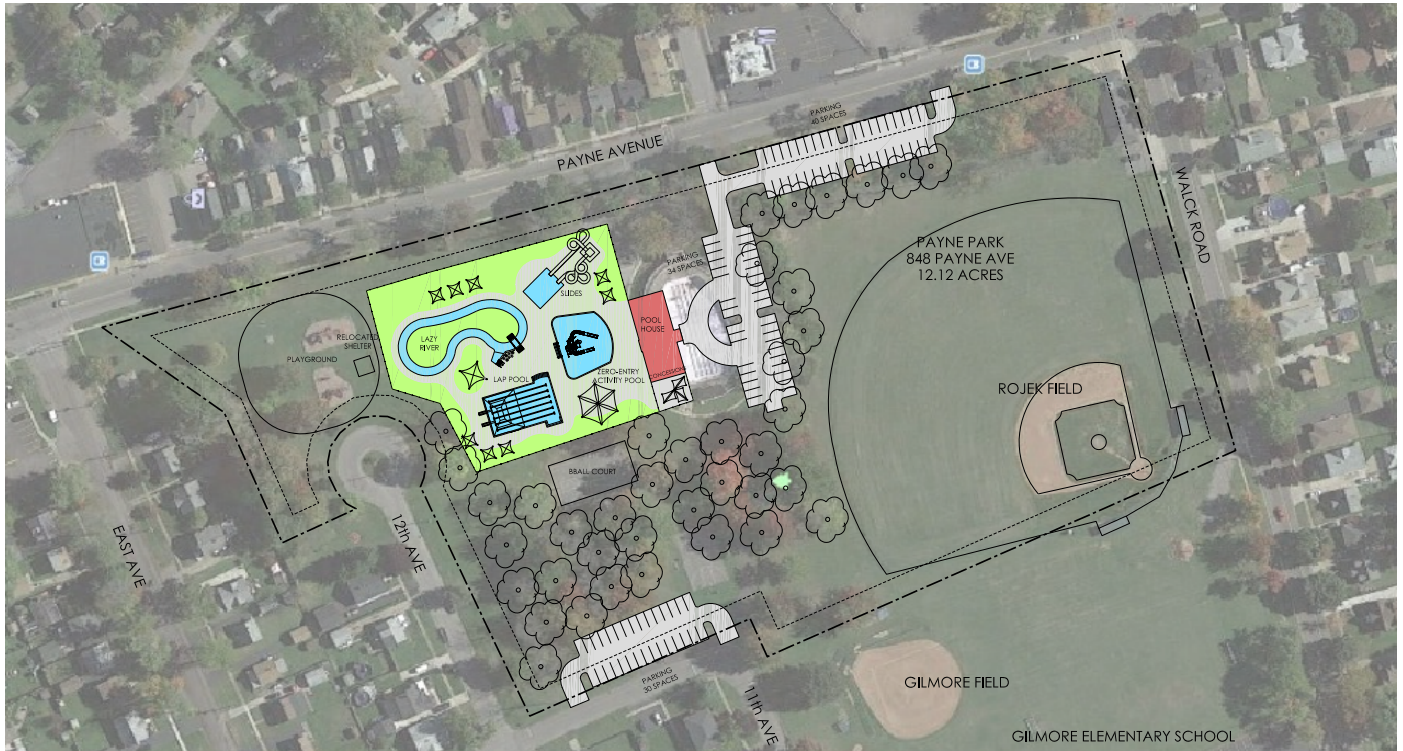 PARKING
40 SPACES
PAYNE AVENUE
WALCK ROAD
PAYNE PARK
848 PAYNE AVE
12.12 ACRES
PARKING
34 SPACES
SLIDES
POOL
HOUSE
RELOCATED
SHELTER
LAZY
RIVER
PLAYGROUND
ZERO-ENTRY
ACTIVITY POOL
CONCESSION
LAP POOL
ROJEK FIELD
BBALL COURT
EAST AVE
12th AVE
PARKING
30 SPACES
11th AVE
GILMORE FIELD
GILMORE ELEMENTARY SCHOOL